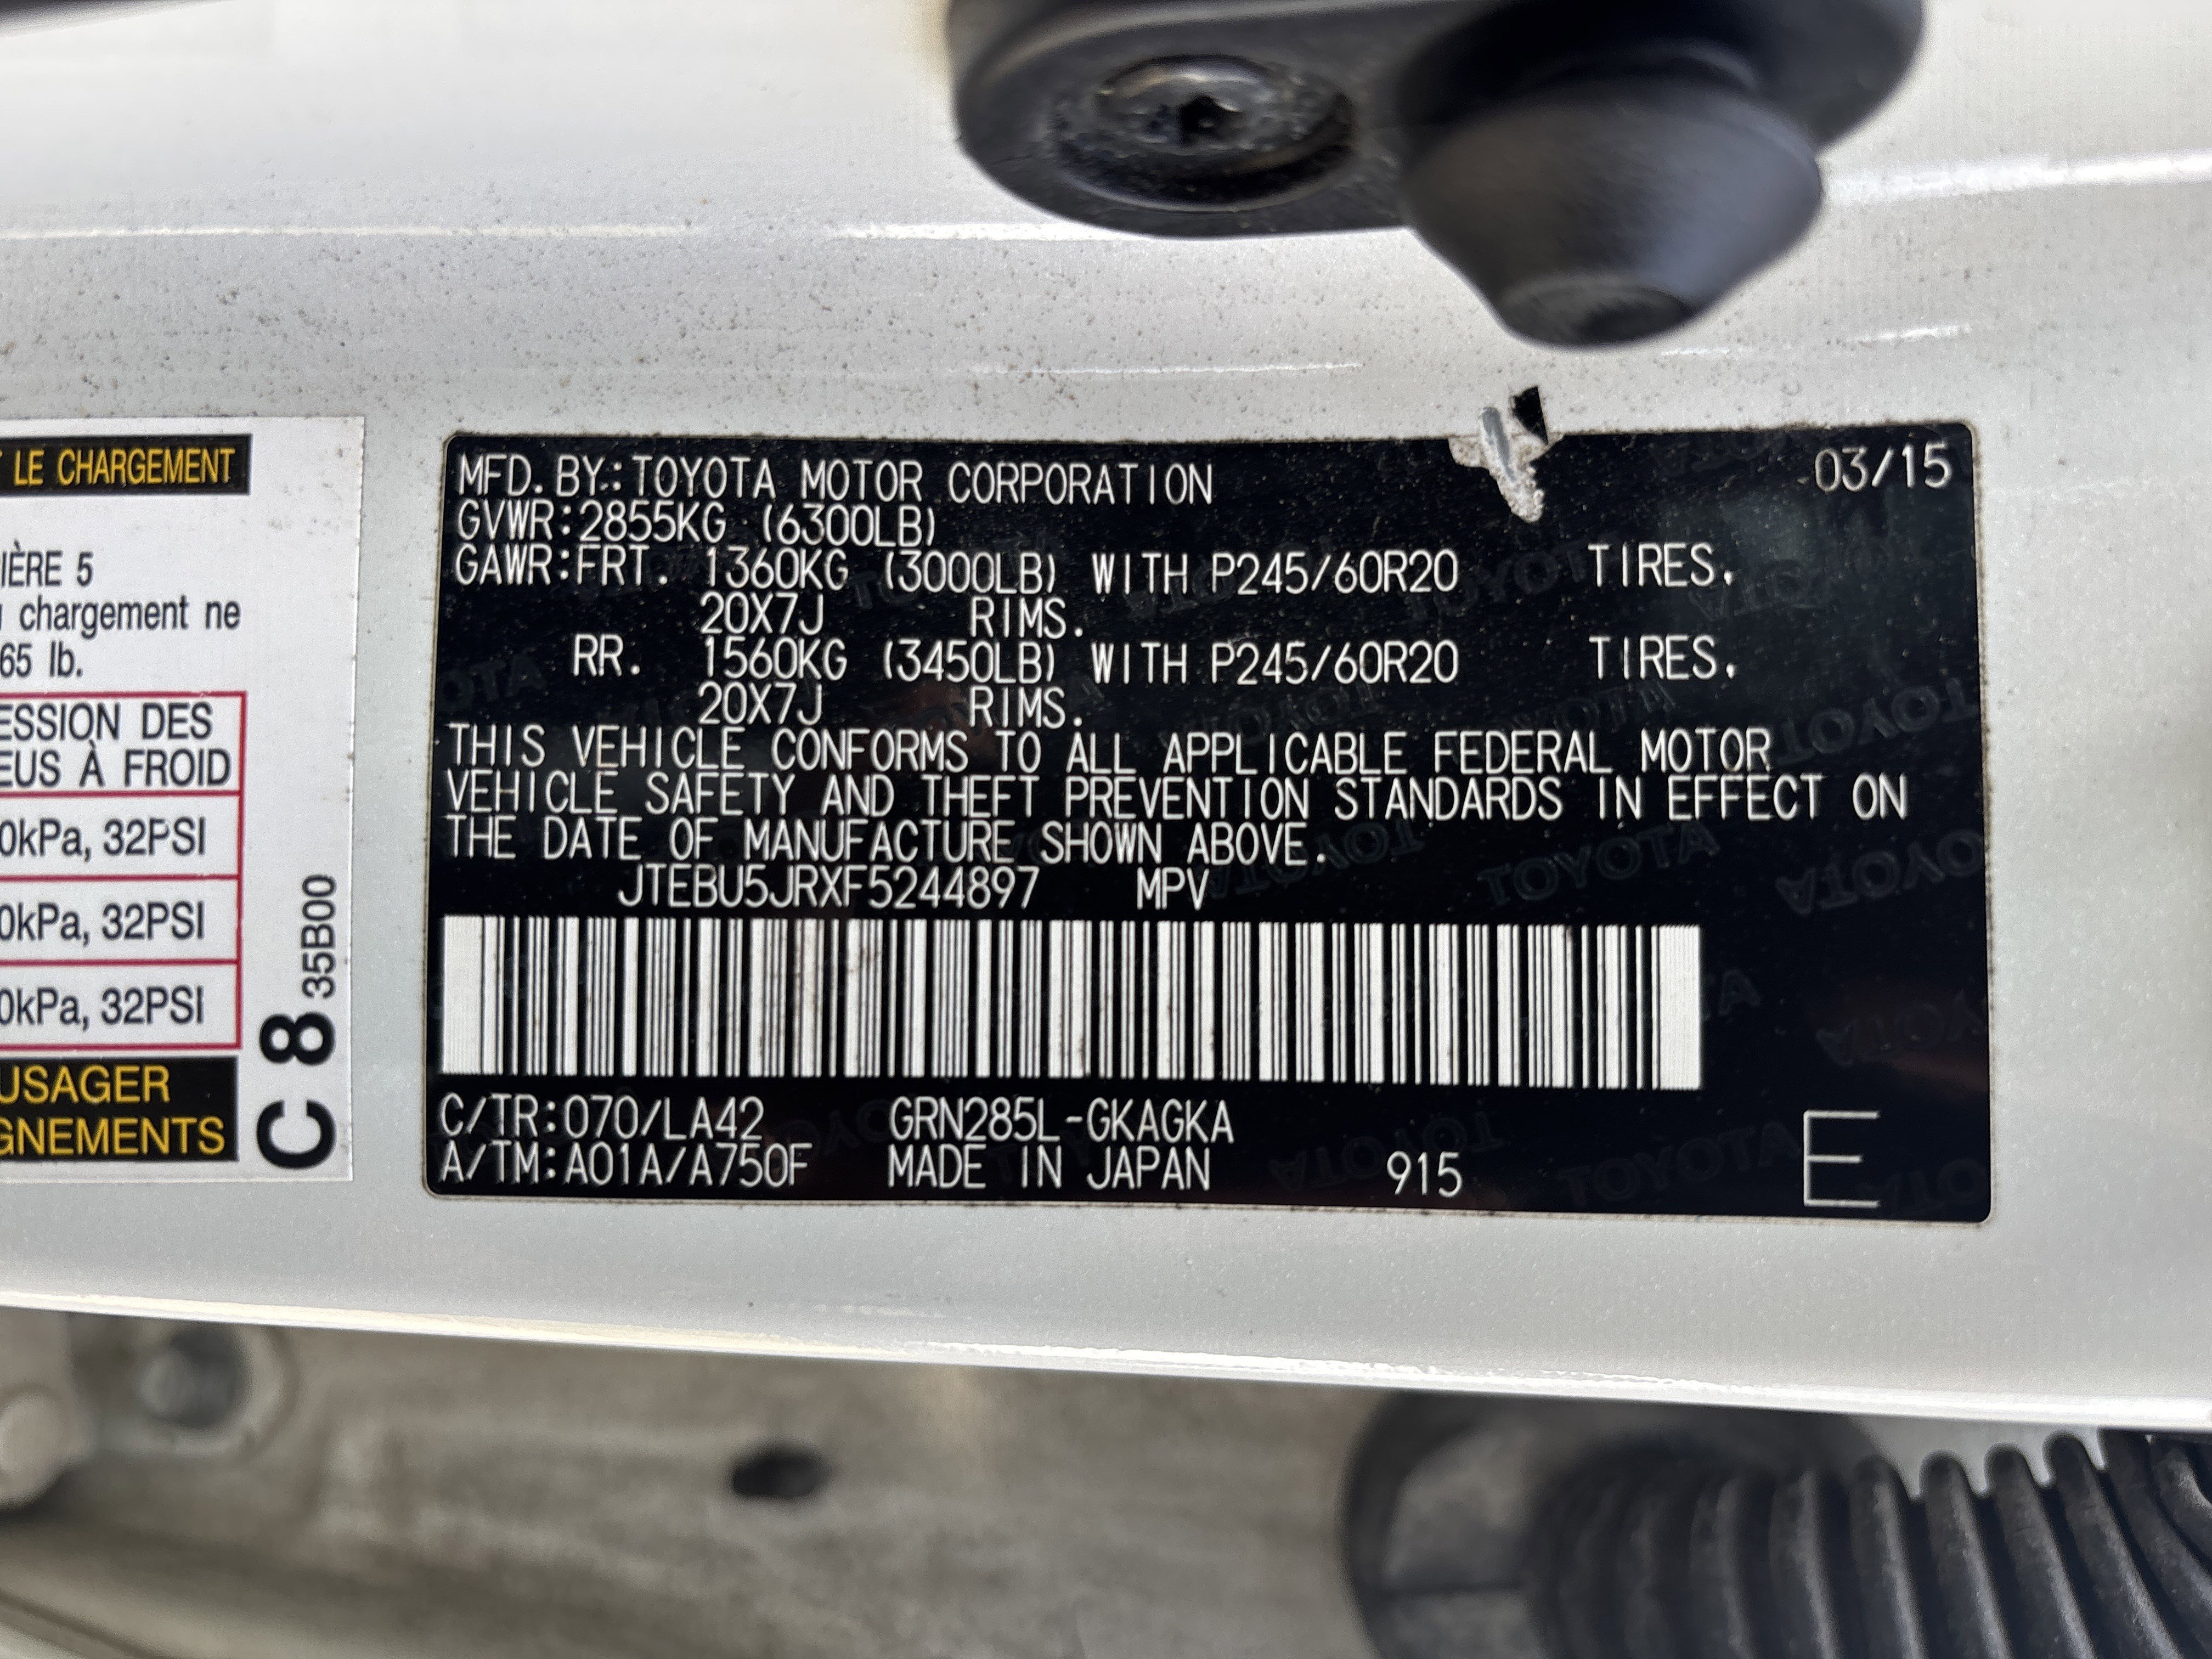 LE CHARGEMENT
IÈRE 5
chargement ne
65 lb.
ESSION DES
EUS À FROID
0kPa, 32PSI
0kPa, 32PSI
0kPa, 32PSI
USAGER
GNEMENTS
C 8 35B00
MFD.BY:TOYOTA MOTOR CORPORATION 03/15
GVWR:2855KG (6300LB)
GAWR:FRT. 1360KG (3000LB) WITH P245/60R20 TIRES.
20X7J RIMS.
RR. 1560KG (3450LB) WITH P245/60R20 TIRES.
20X7J RIMS.
THIS VEHICLE CONFORMS TO ALL APPLICABLE FEDERAL MOTOR
VEHICLE SAFETY AND THEFT PREVENTION STANDARDS IN EFFECT ON
THE DATE OF MANUFACTURE SHOWN ABOVE.
JTEBU5JRXF5244897 MPV
C/TR:070/LA42 GRN285L-GKAGKA
A/TM:A01A/A750F MADE IN JAPAN 915 E